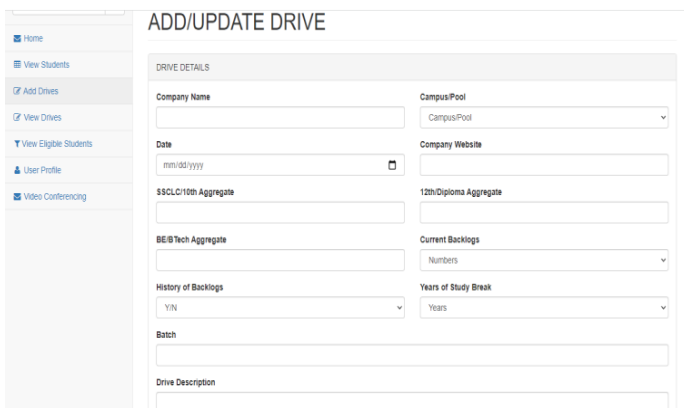 ADD/UPDATE DRIVE
Home
View Students
Add Drives
View Drives
View Eligible Students
User Profile
Video Conferencing
DRIVE DETAILS
Company Name
Campus/Pool
Campus/Pool
Date
Company Website
mm/dd/yyyy
SSCLC/10th Aggregate
12th/Diploma Aggregate
BE/BTech Aggregate
Current Backlogs
Numbers
History of Backlogs
Years of Study Break
Y/N
Years
Batch
Drive Description